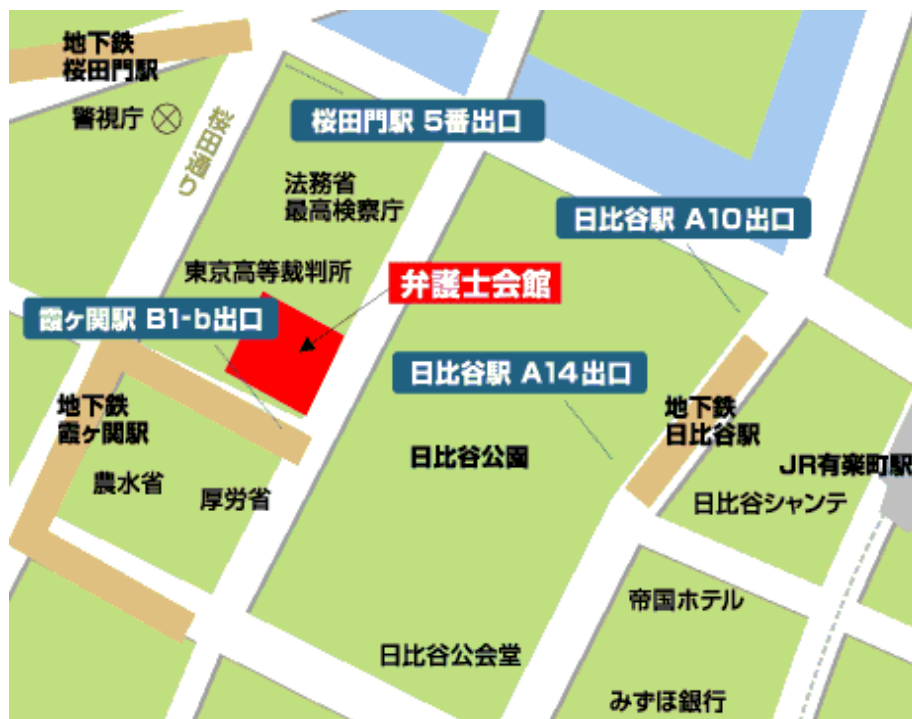 地下鉄
桜田門駅
警視庁
桜田通り
桜田門駅 5番出口
法務省
最高検察庁
日比谷駅 A10出口
東京高等裁判所
弁護士会館
霞ヶ関駅 B1-b出口
日比谷駅 A14出口
地下鉄
霞ヶ関駅
地下鉄
日比谷駅
日比谷公園
JR有楽町駅
農水省
厚労省
日比谷シャンテ
帝国ホテル
日比谷公会堂
みずほ銀行